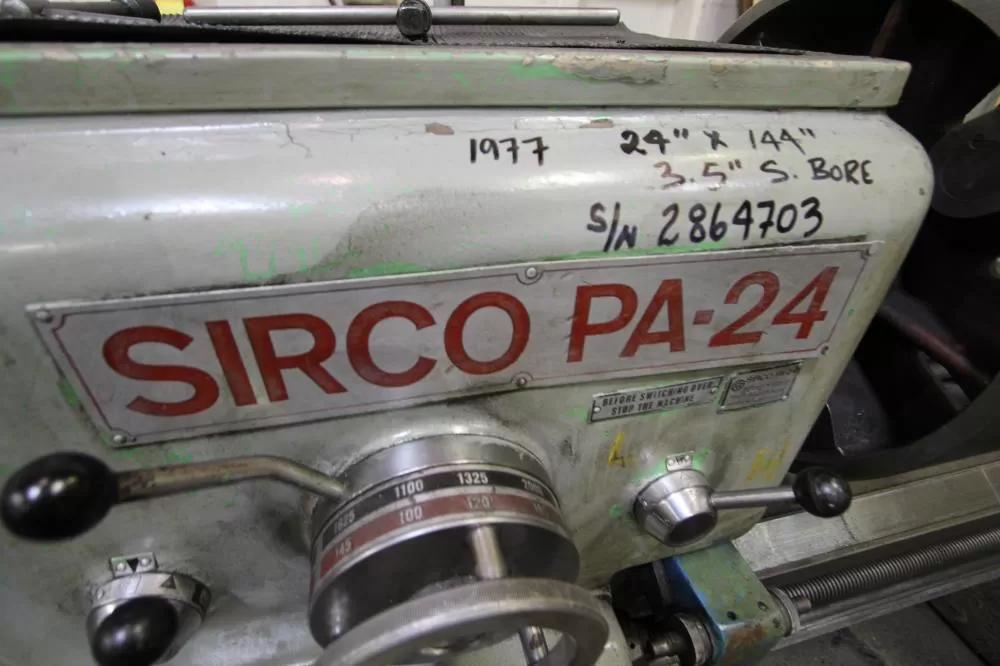 1977
24" X 144"
3.5" S. BORE
S/N 2864703
SIRCO PA-24
BEFORE SWITCHING OVER
STOP THE MACHINE
1100 1325
145 100 120